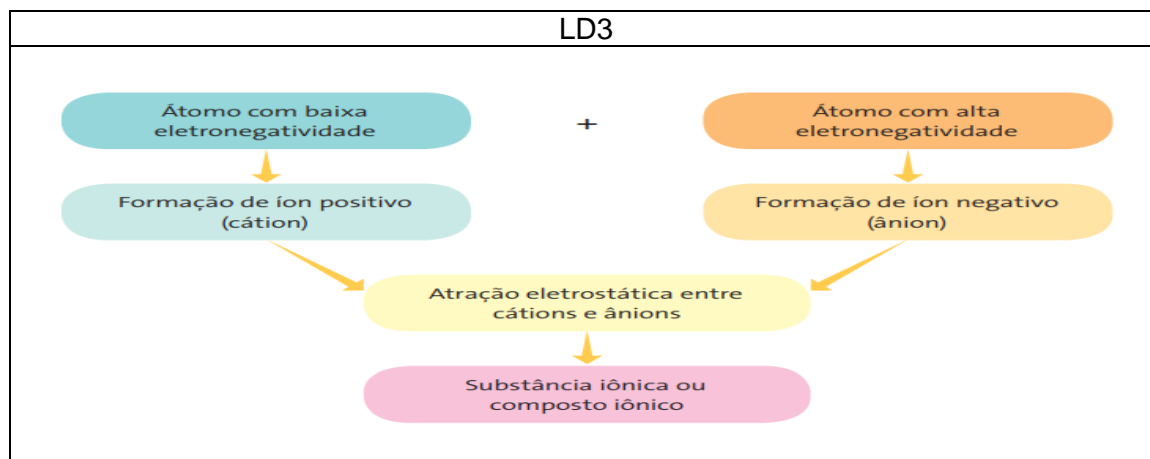 LD3
Átomo com baixa
eletronegatividade
+
Átomo com alta
eletronegatividade
Formação de íon positivo
(cátion)
Formação de íon negativo
(ânion)
Atração eletrostática entre
cátions e ânions
Substância iônica ou
composto iônico